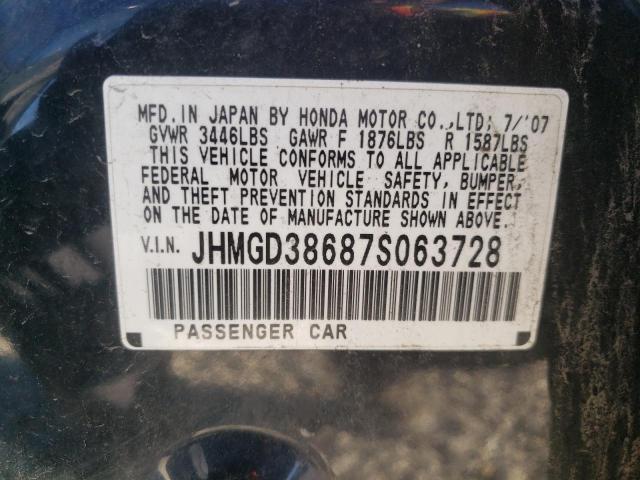 MFD. IN JAPAN BY HONDA MOTOR CO., LTD; 7/'07
GVWR 3446LBS GAWR F 1876LBS R 1587LBS
THIS VEHICLE CONFORMS TO ALL APPLICABLE
FEDERAL MOTOR VEHICLE SAFETY, BUMPER,
AND THEFT PREVENTION STANDARDS IN EFFECT
ON THE DATE OF MANUFACTURE SHOWN ABOVE.
V.I.N. JHMGD38687S063728
PASSENGER CAR